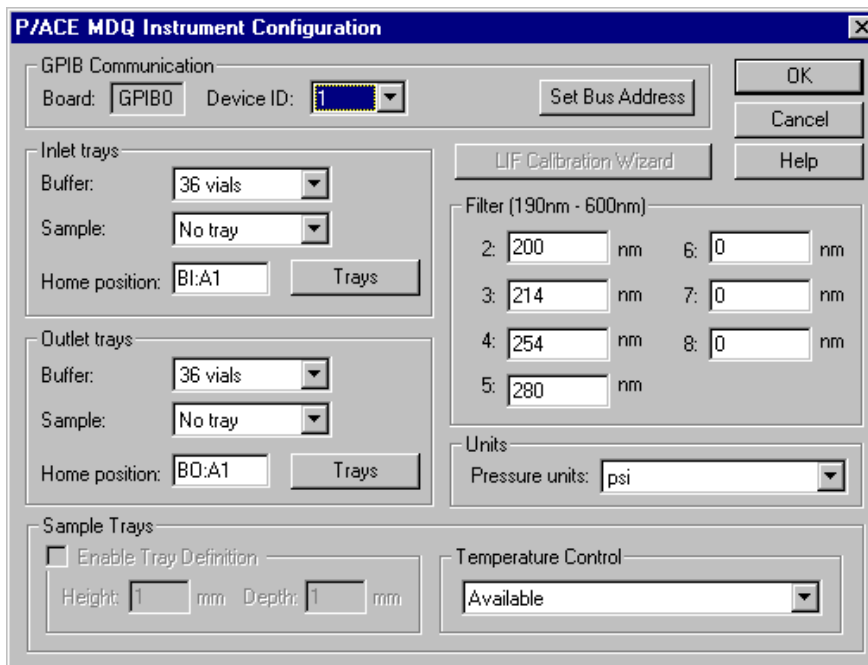 P/ACE MDQ Instrument Configuration
GPIB Communication
Board: GPIB0 Device ID: 1 Set Bus Address
OK
Cancel
Help
Inlet trays
Buffer: 36 vials
Sample: No tray
Home position: BI:A1 Trays
LIF Calibration Wizard
Filter (190nm - 600nm)
2: 200 nm 6: 0 nm
3: 214 nm 7: 0 nm
4: 254 nm 8: 0 nm
5: 280 nm
Outlet trays
Buffer: 36 vials
Sample: No tray
Home position: BO:A1 Trays
Units
Pressure units: psi
Sample Trays
Enable Tray Definition
Height: 1 mm Depth: 1 mm
Temperature Control
Available